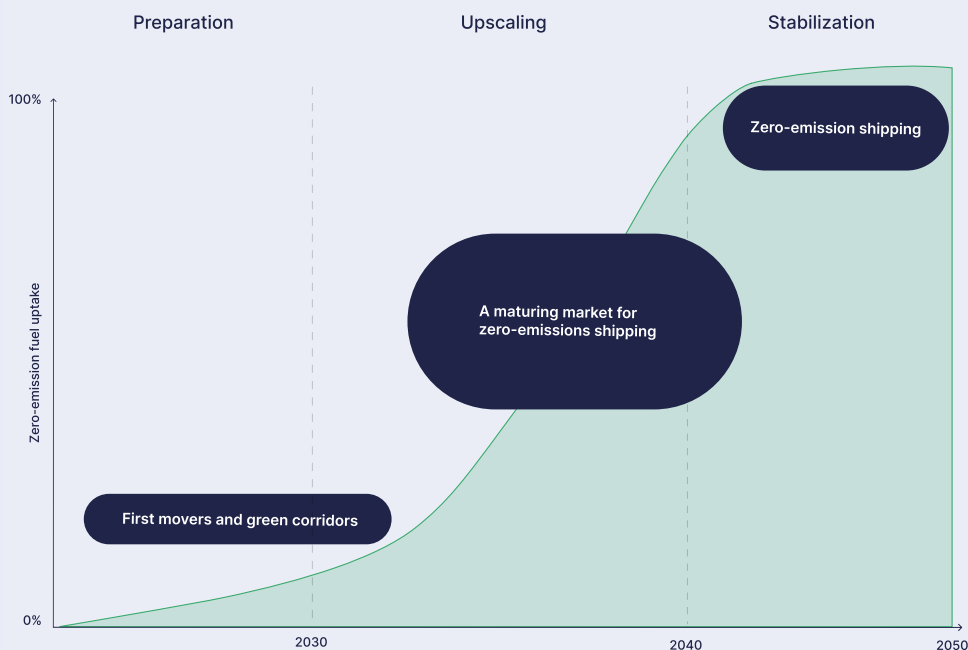 Preparation
Upscaling
Stabilization
100%
Zero-emission shipping
Zero-emission fuel uptake
A maturing market for
zero-emissions shipping
First movers and green corridors
0%
2030
2040
2050